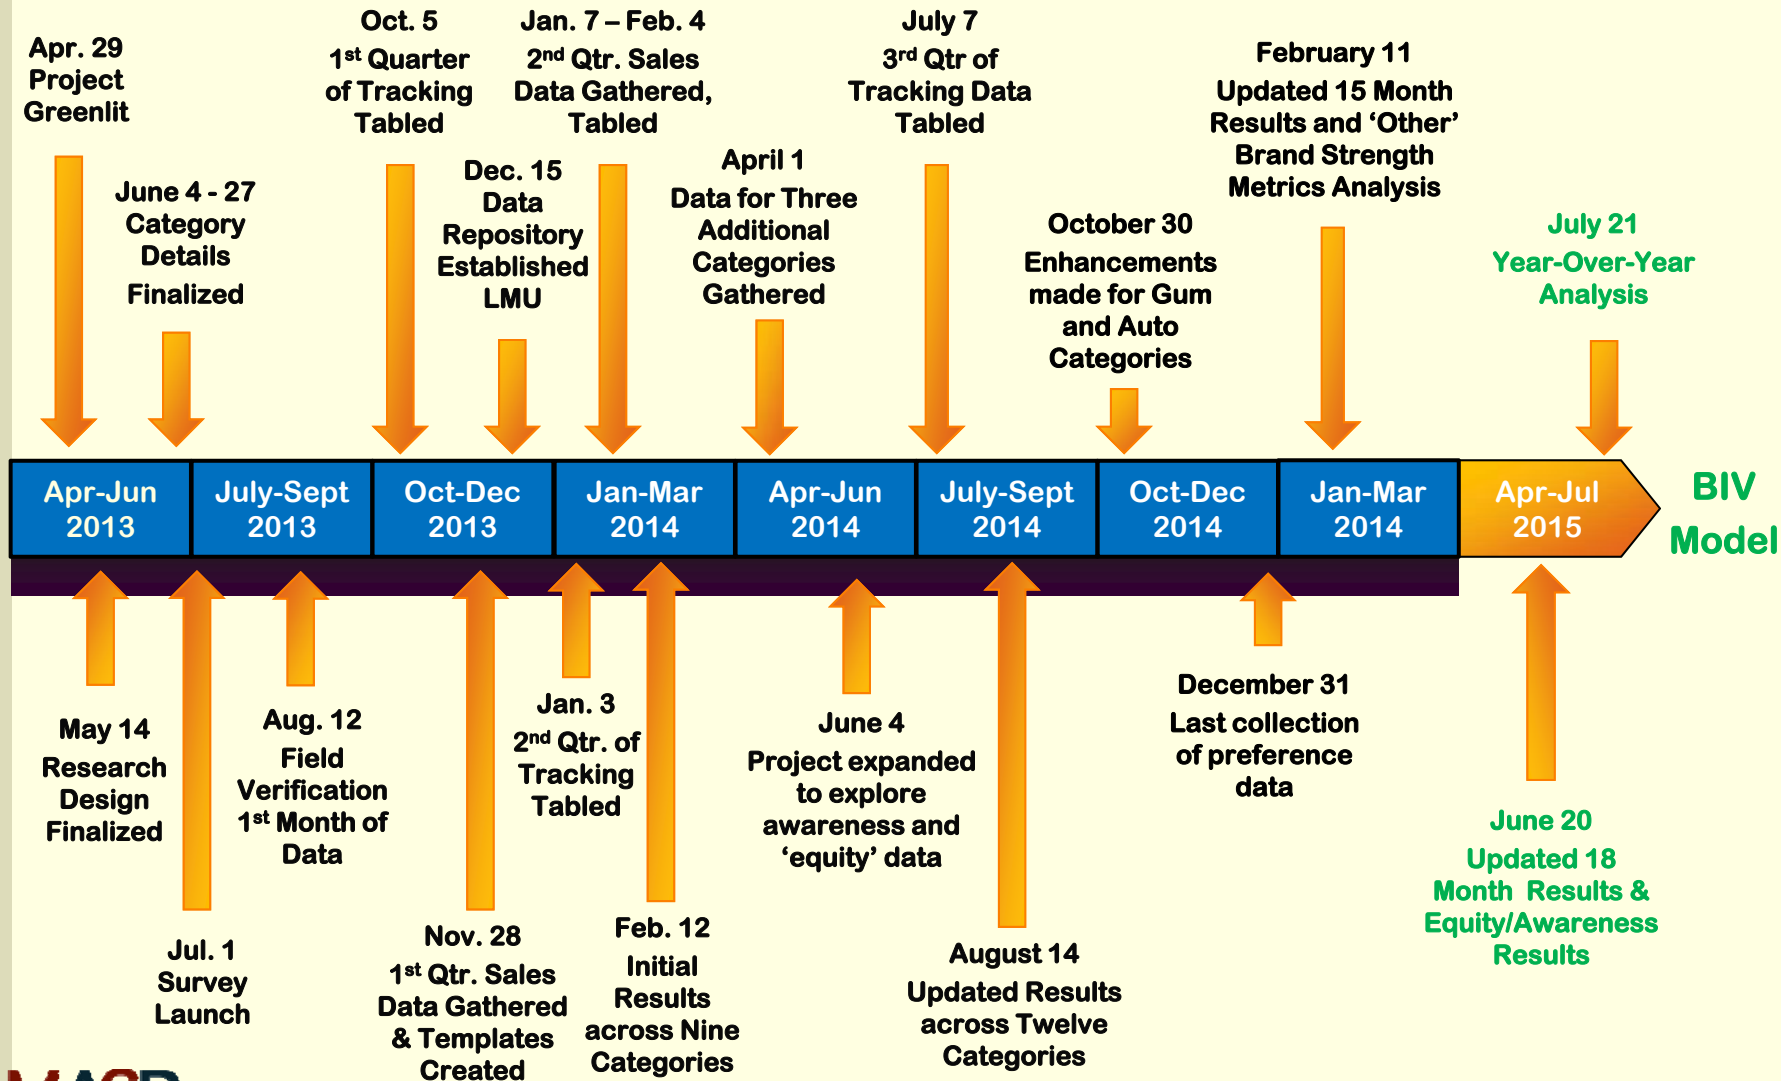 Apr. 29
Project
Greenlit
June 4 - 27
Category
Details
Finalized
Oct. 5
1st Quarter
of Tracking
Tabled
Dec. 15
Data
Repository
Established
LMU
Jan. 7 – Feb. 4
2nd Qtr. Sales
Data Gathered,
Tabled
April 1
Data for Three
Additional
Categories
Gathered
July 7
3rd Qtr of
Tracking Data
Tabled
October 30
Enhancements
made for Gum
and Auto
Categories
February 11
Updated 15 Month
Results and ‘Other’
Brand Strength
Metrics Analysis
July 21
Year-Over-Year
Analysis
Apr-Jun
2013
July-Sept
2013
Oct-Dec
2013
Jan-Mar
2014
Apr-Jun
2014
July-Sept
2014
Oct-Dec
2014
Jan-Mar
2014
Apr-Jul
2015
BIV
Model
May 14
Research
Design
Finalized
Jul. 1
Survey
Launch
Aug. 12
Field
Verification
1st Month of
Data
Nov. 28
1st Qtr. Sales
Data Gathered
& Templates
Created
Jan. 3
2nd Qtr. of
Tracking
Tabled
Feb. 12
Initial
Results
across Nine
Categories
June 4
Project expanded
to explore
awareness and
‘equity’ data
August 14
Updated Results
across Twelve
Categories
December 31
Last collection
of preference
data
June 20
Updated 18
Month Results &
Equity/Awareness
Results